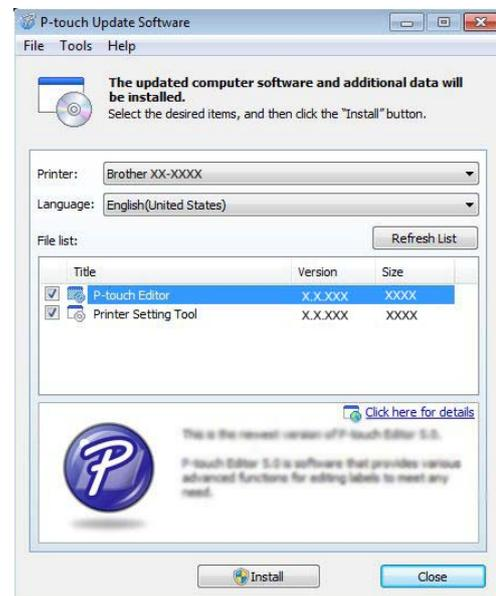 P-touch Update Software
File Tools Help
The updated computer software and additional data will
be installed.
Select the desired items, and then click the "Install" button.
Printer: Brother XX-XXXX
Language: English(United States)
File list: Refresh List
Title Version Size
P-touch Editor X.X.XXX XXXX
Printer Setting Tool X.X.XXX XXXX
Click here for details
This is the newest version of P-touch Editor 5.0.
P-touch Editor 5.0 is software that provides various
advanced functions for editing labels to meet any
need.
Install Close